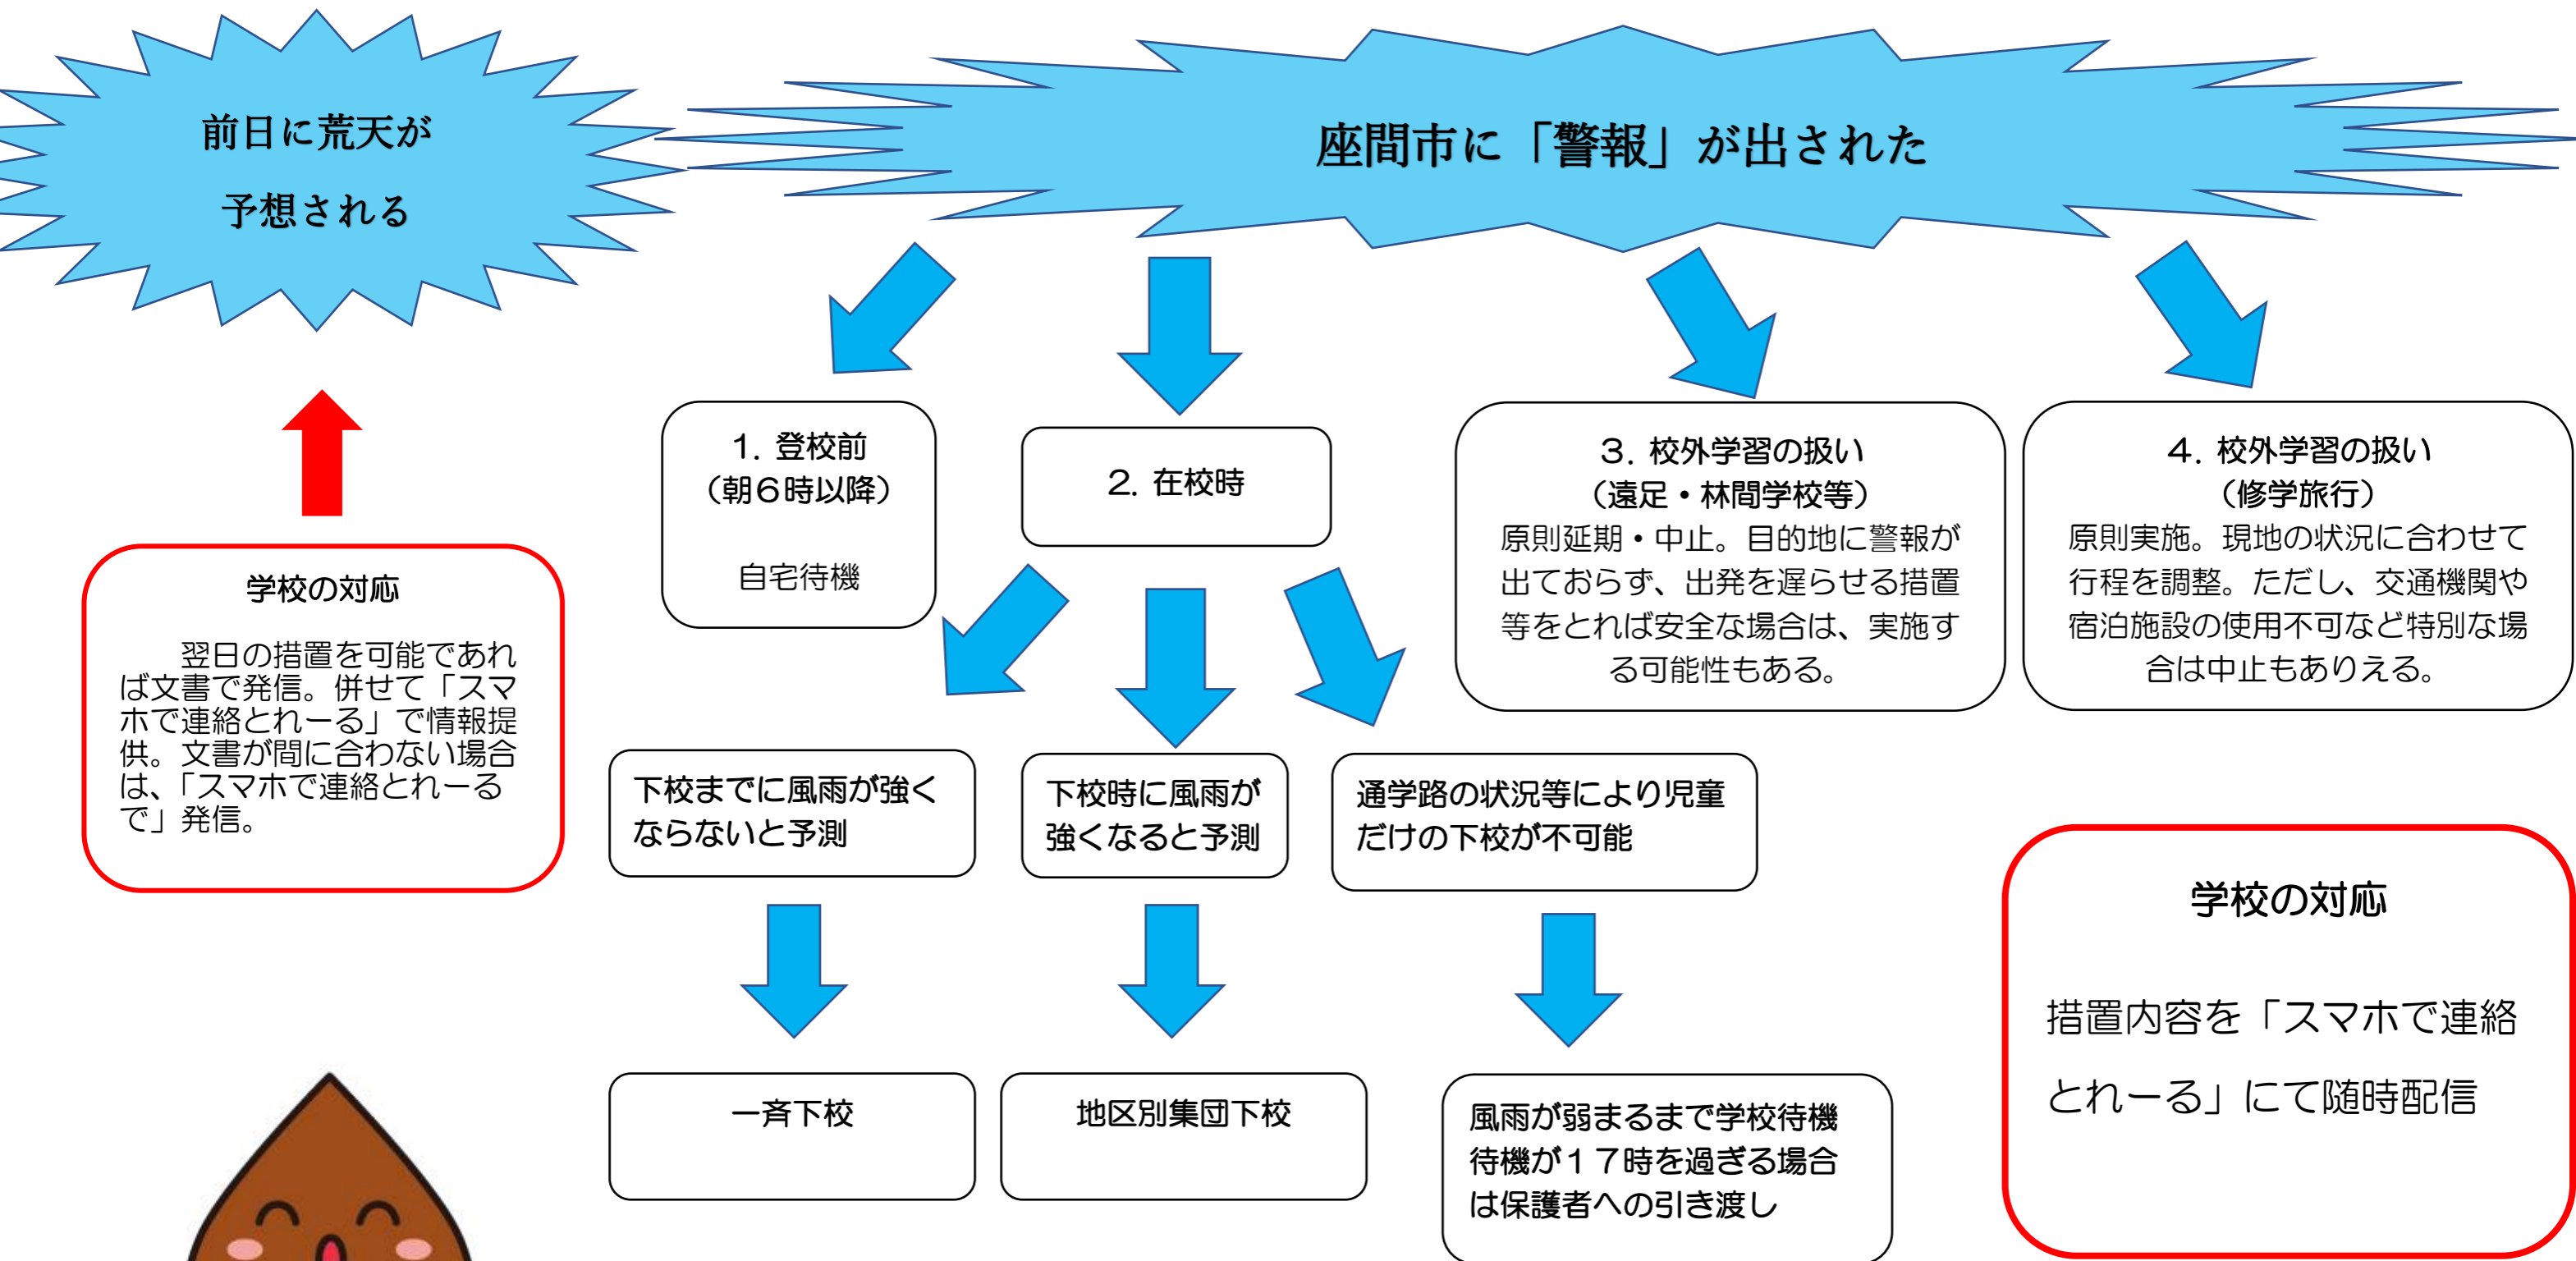 前日に荒天が
予想される
座間市に「警報」が出された
学校の対応
翌日の措置を可能であれ
ば文書で発信。併せて「スマ
ホで連絡とれーる」で情報提
供。文書が間に合わない場合
は、「スマホで連絡とれーる
で」発信。
1. 登校前
（朝６時以降）
自宅待機
2. 在校時
３. 校外学習の扱い
（遠足・林間学校等）
原則延期・中止。目的地に警報が
出ておらず、出発を遅らせる措置
等をとれば安全な場合は、実施す
る可能性もある。
４. 校外学習の扱い
（修学旅行）
原則実施。現地の状況に合わせて
行程を調整。ただし、交通機関や
宿泊施設の使用不可など特別な場
合は中止もありえる。
下校までに風雨が強く
ならないと予測
下校時に風雨が
強くなると予測
通学路の状況等により児童
だけの下校が不可能
一斉下校
地区別集団下校
風雨が弱まるまで学校待機
待機が１７時を過ぎる場合
は保護者への引き渡し
学校の対応
措置内容を「スマホで連絡
とれーる」にて随時配信